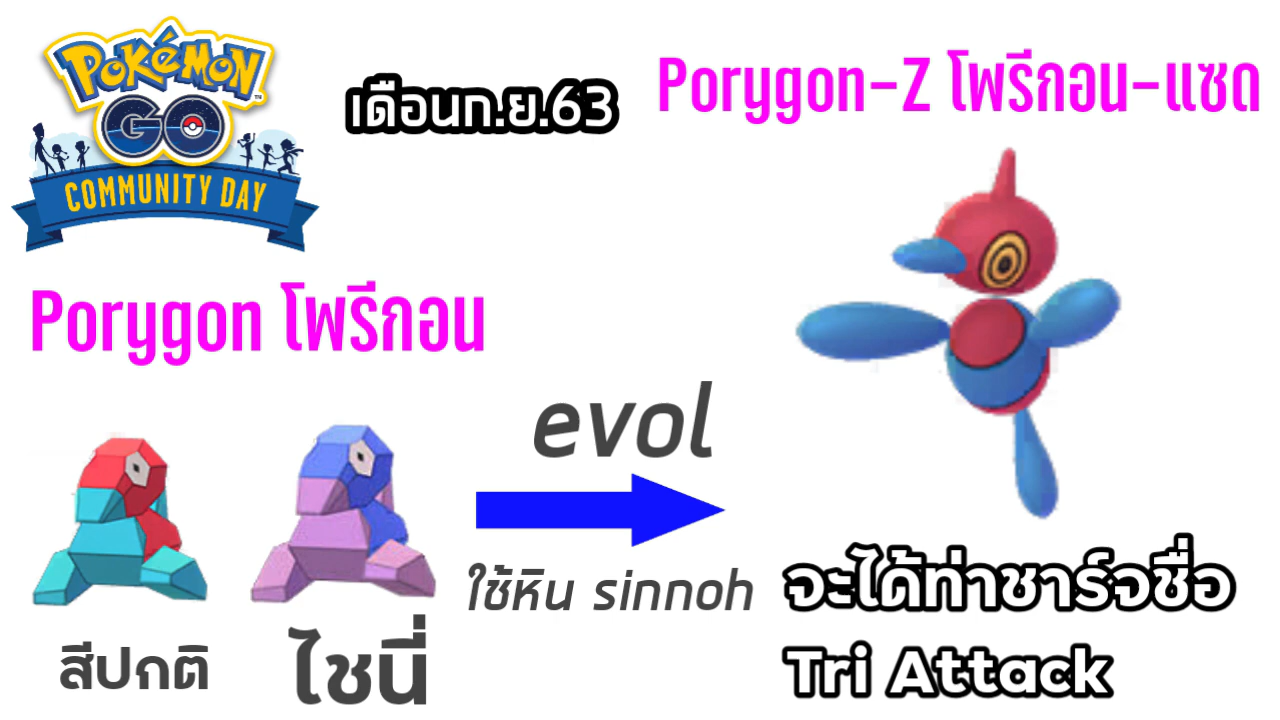 POKÉMON
GO
COMMUNITY DAY
เดือนก.ย.63
Porygon-Z โพรีกอน-แซด
Porygon โพรีกอน
evol
ใช้หิน sinnoh
สีปกติ
ไชนี่
จะได้ท่าชาร์จชื่อ
Tri Attack